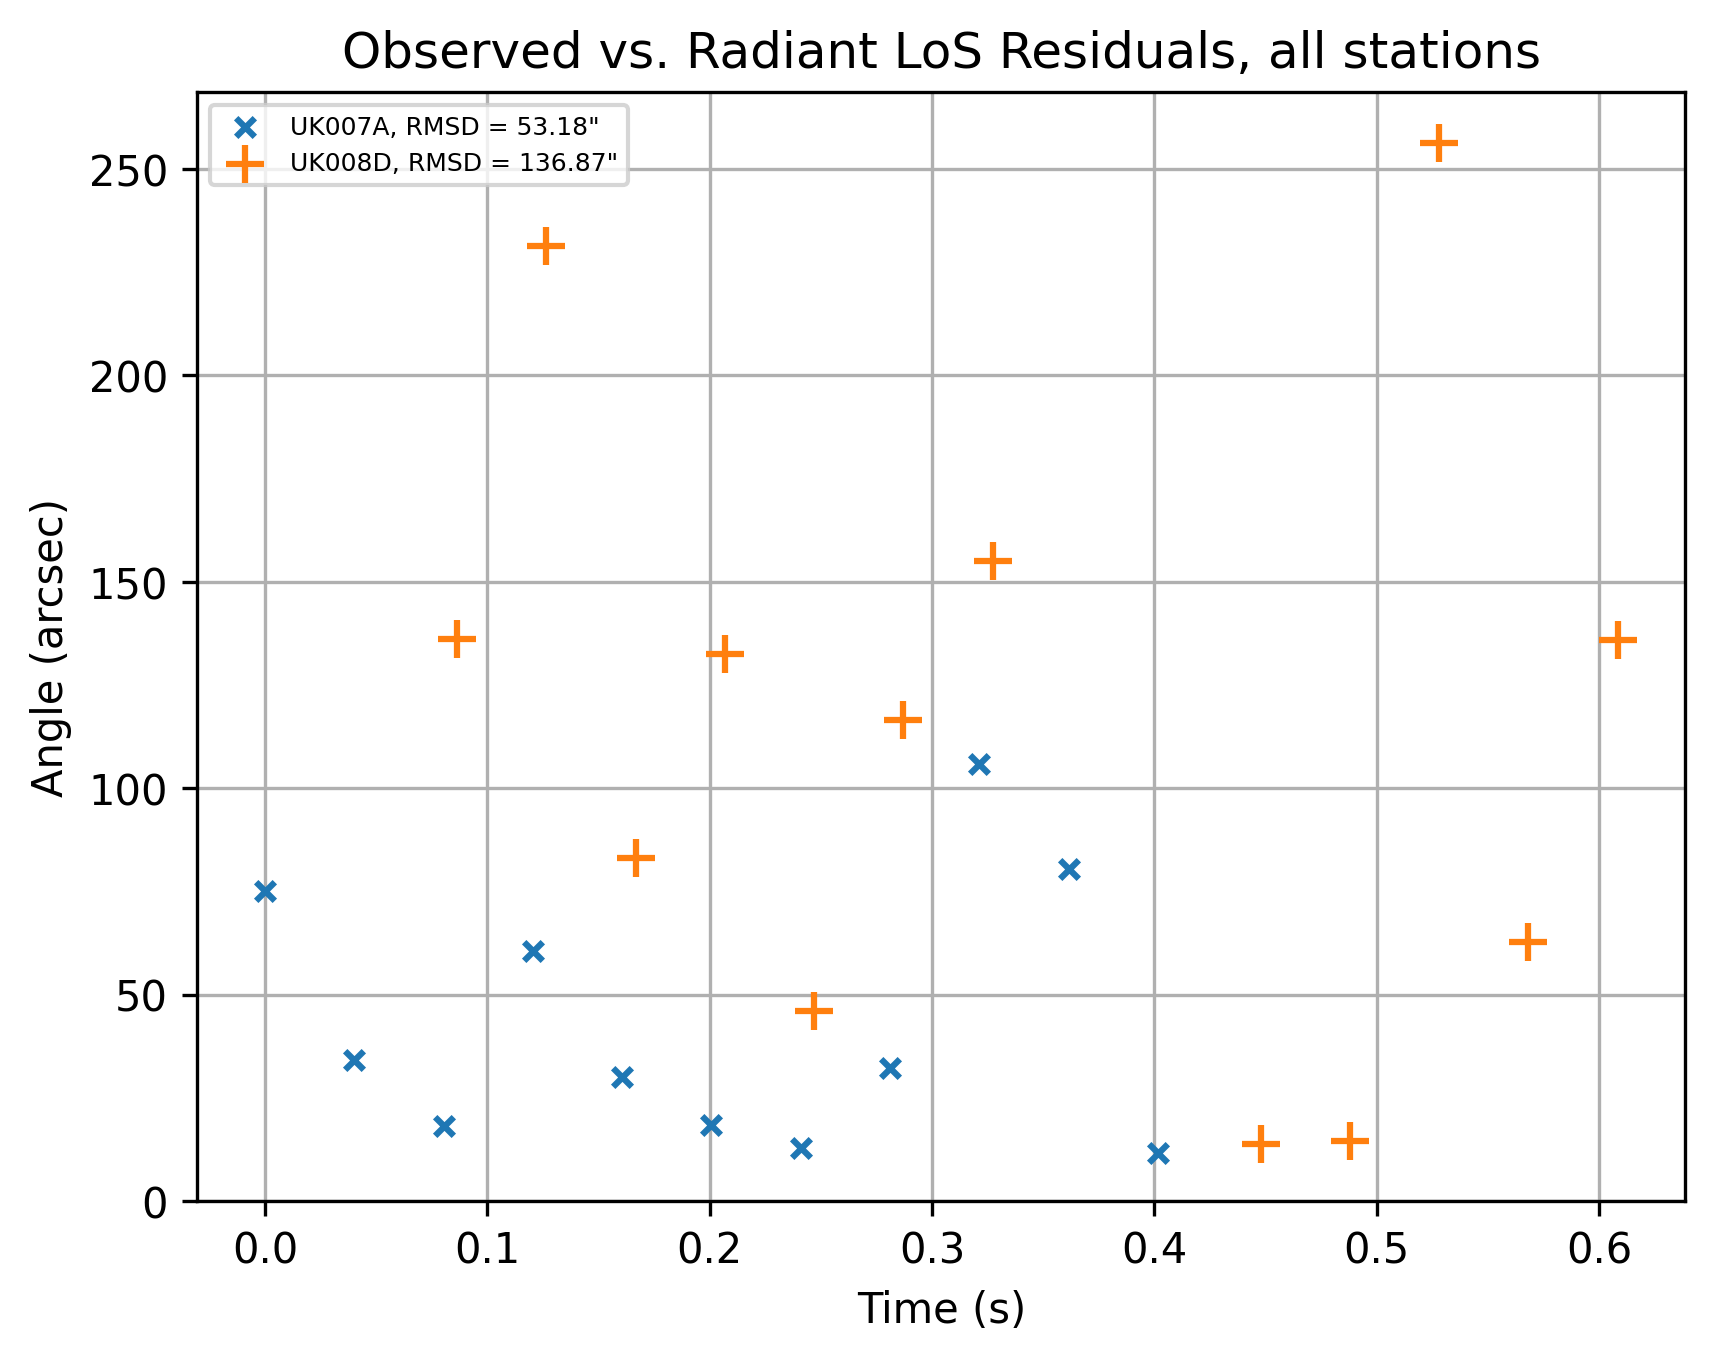 Observed vs. Radiant LoS Residuals, all stations
UK007A, RMSD = 53.18"
UK008D, RMSD = 136.87"
250
200
150
100
50
0
Angle (arcsec)
0.0 0.1 0.2 0.3 0.4 0.5 0.6
Time (s)